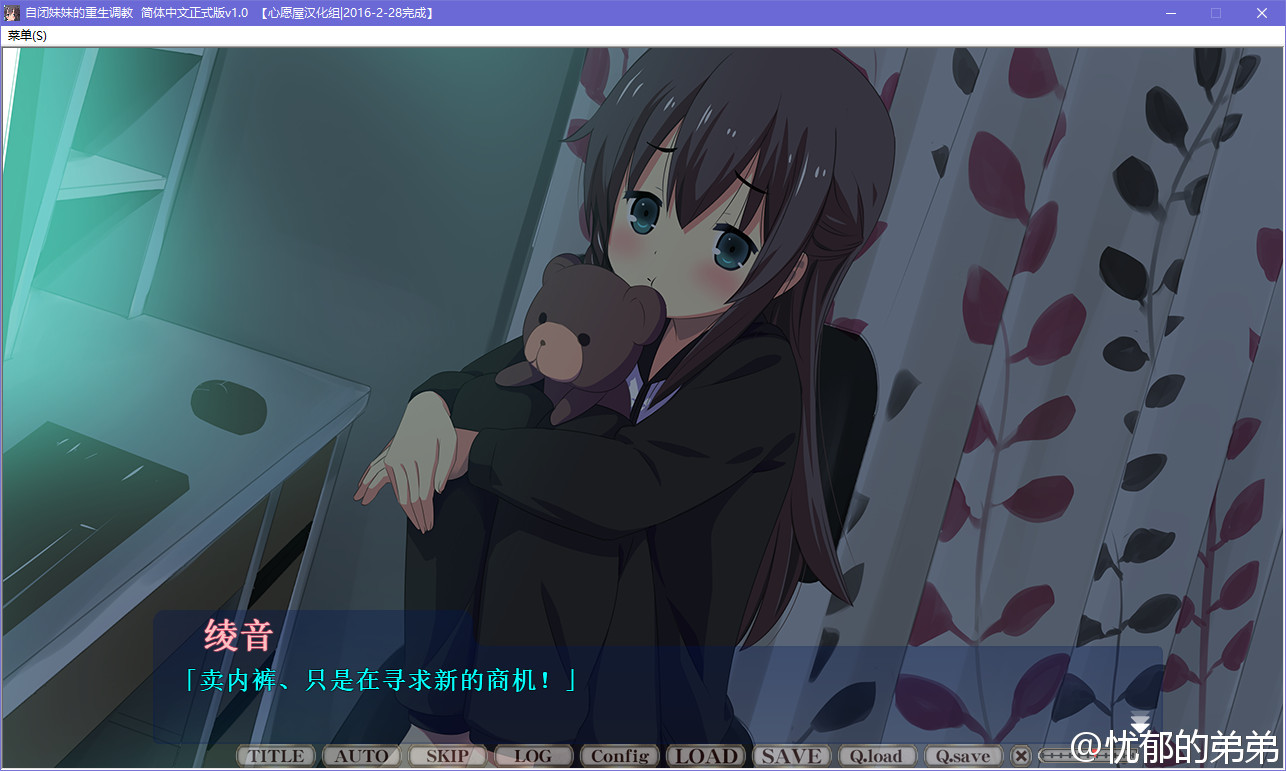 自闭妹妹的重生调教 简体中文正式版v1.0 【心愿屋汉化组|2016-2-28完成】
菜单(S)
绫音
「卖内裤、只是在寻求新的商机！」
TITLE AUTO SKIP LOG Config LOAD SAVE Q.load Q.save
@忧郁的弟弟